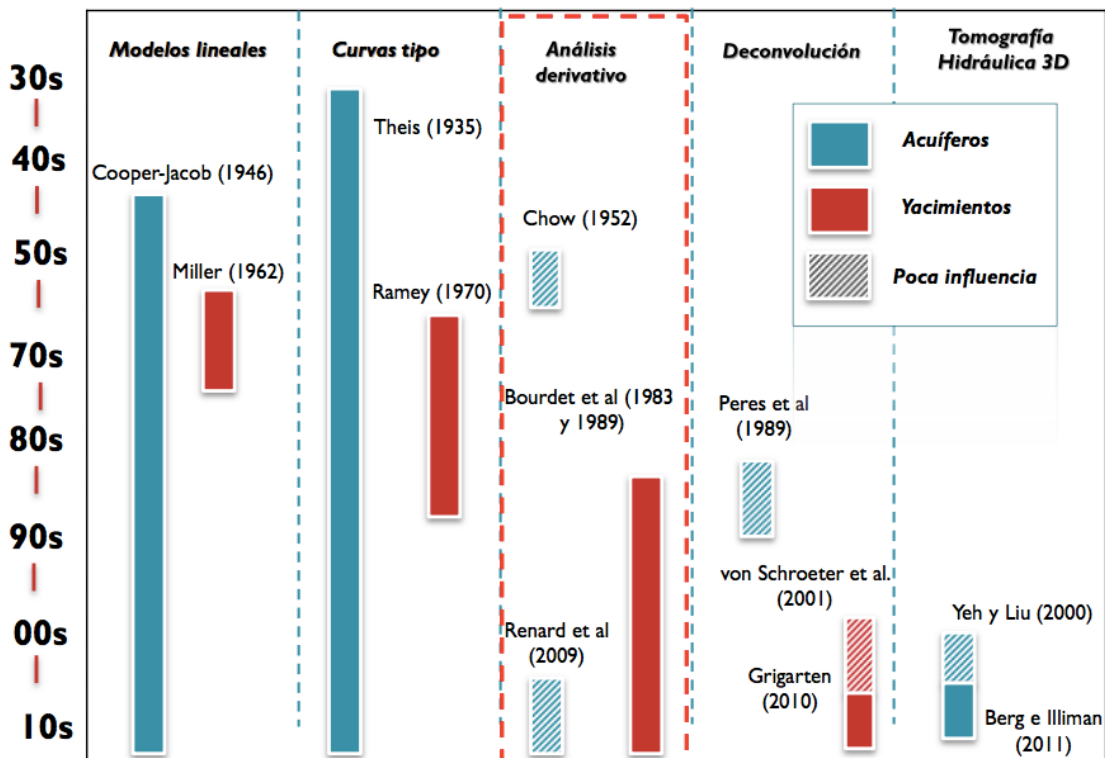 Modelos lineales
Curvas tipo
Análisis
derivativo
Deconvolución
Tomografía
Hidráulica 3D
30s
40s
50s
70s
80s
90s
00s
10s
Cooper-Jacob (1946)
Miller (1962)
Theis (1935)
Ramey (1970)
Chow (1952)
Bourdet et al (1983
y 1989)
Renard et al
(2009)
Peres et al
(1989)
von Schroeter et al.
(2001)
Grigarten
(2010)
Yeh y Liu (2000)
Berg e Illiman
(2011)
Acuíferos
Yacimientos
Poca influencia